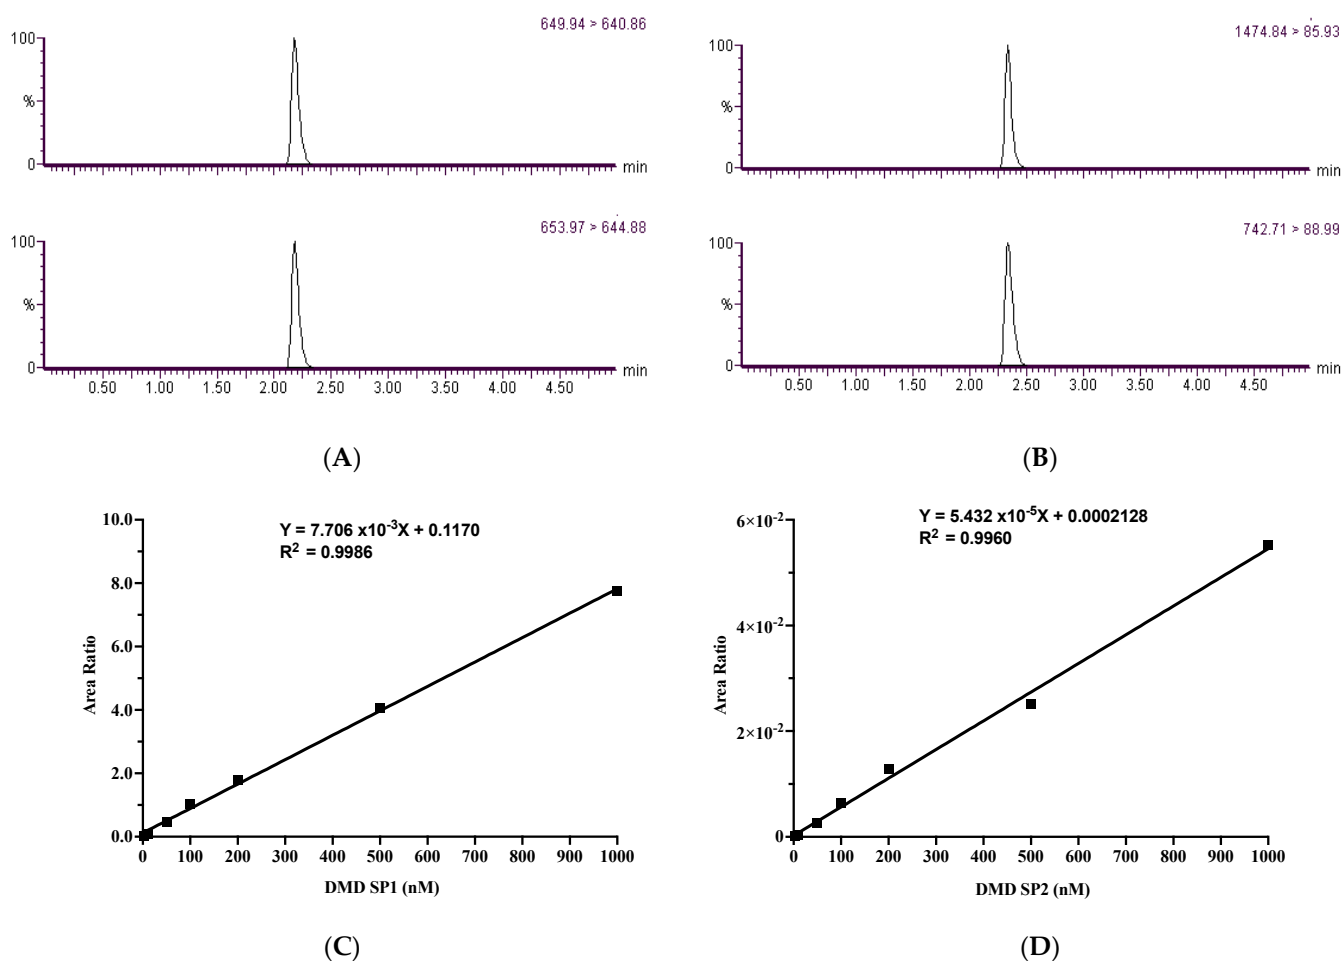 649.94 > 640.86
100
%
0
min
653.97 > 644.88
100
%
0
min
0.50 1.00 1.50 2.00 2.50 3.00 3.50 4.00 4.50
(A)
1474.84 > 85.93
100
%
0
min
742.71 > 88.99
100
%
0
min
0.50 1.00 1.50 2.00 2.50 3.00 3.50 4.00 4.50
(B)
Y = 7.706 x10⁻³X + 0.1170
R² = 0.9986
10.0
8.0
6.0
4.0
2.0
0.0
Area Ratio
0 100 200 300 400 500 600 700 800 900 1000
DMD SP1 (nM)
(C)
Y = 5.432 x10⁻⁵X + 0.0002128
R² = 0.9960
6×10⁻²
4×10⁻²
2×10⁻²
0
Area Ratio
0 100 200 300 400 500 600 700 800 900 1000
DMD SP2 (nM)
(D)